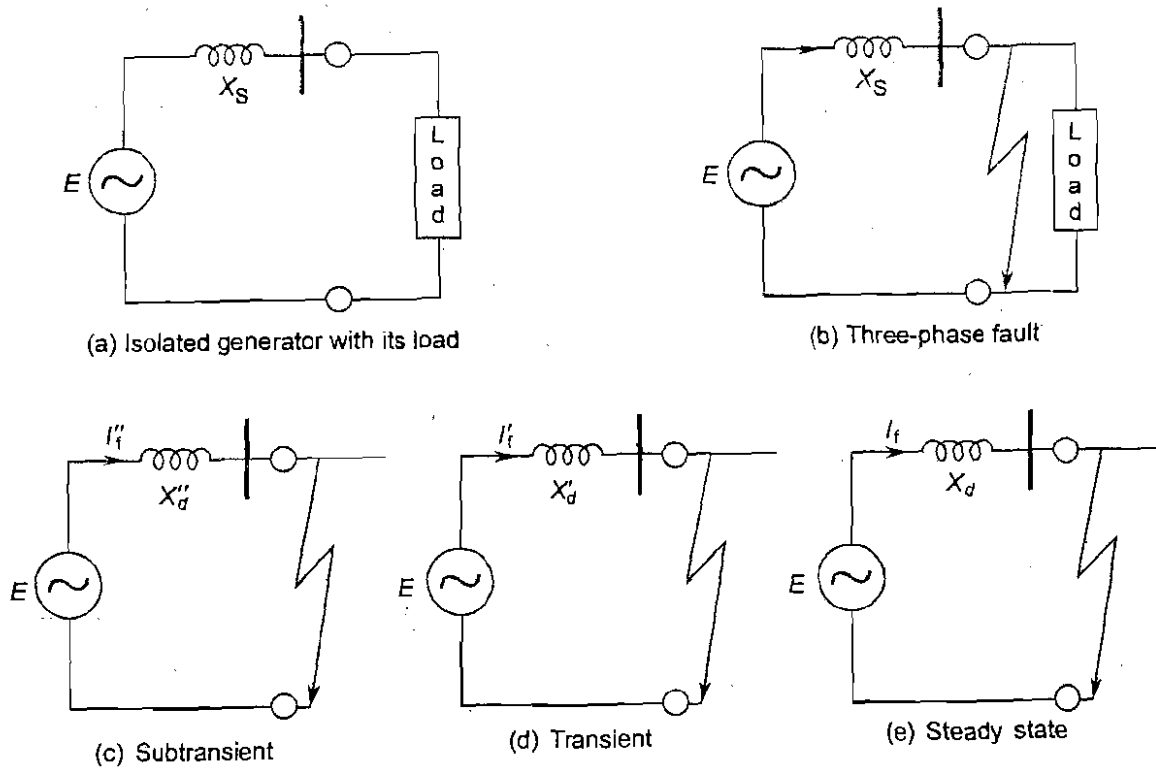 X_S
E
L
o
a
d
(a) Isolated generator with its load
X_S
E
L
o
a
d
(b) Three-phase fault
I''_f
X''_d
E
(c) Subtransient
I'_f
X'_d
E
(d) Transient
I_f
X_d
E
(e) Steady state